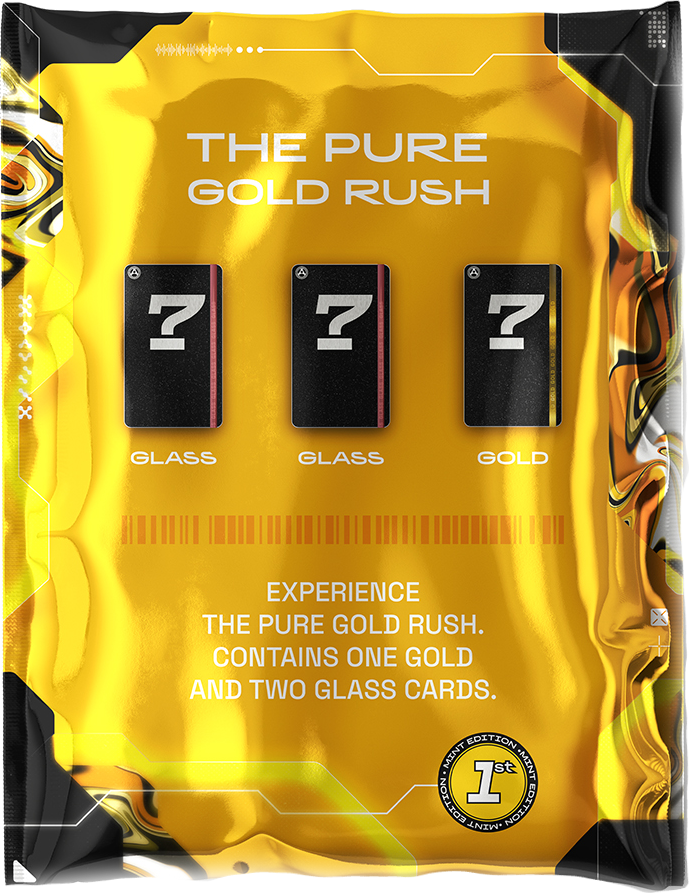 THE PURE
GOLD RUSH
7
7
7
GLASS
GLASS
GOLD
EXPERIENCE
THE PURE GOLD RUSH.
CONTAINS ONE GOLD
AND TWO GLASS CARDS.
MINT EDITION • MINT EDITION • MINT EDITION •
1st